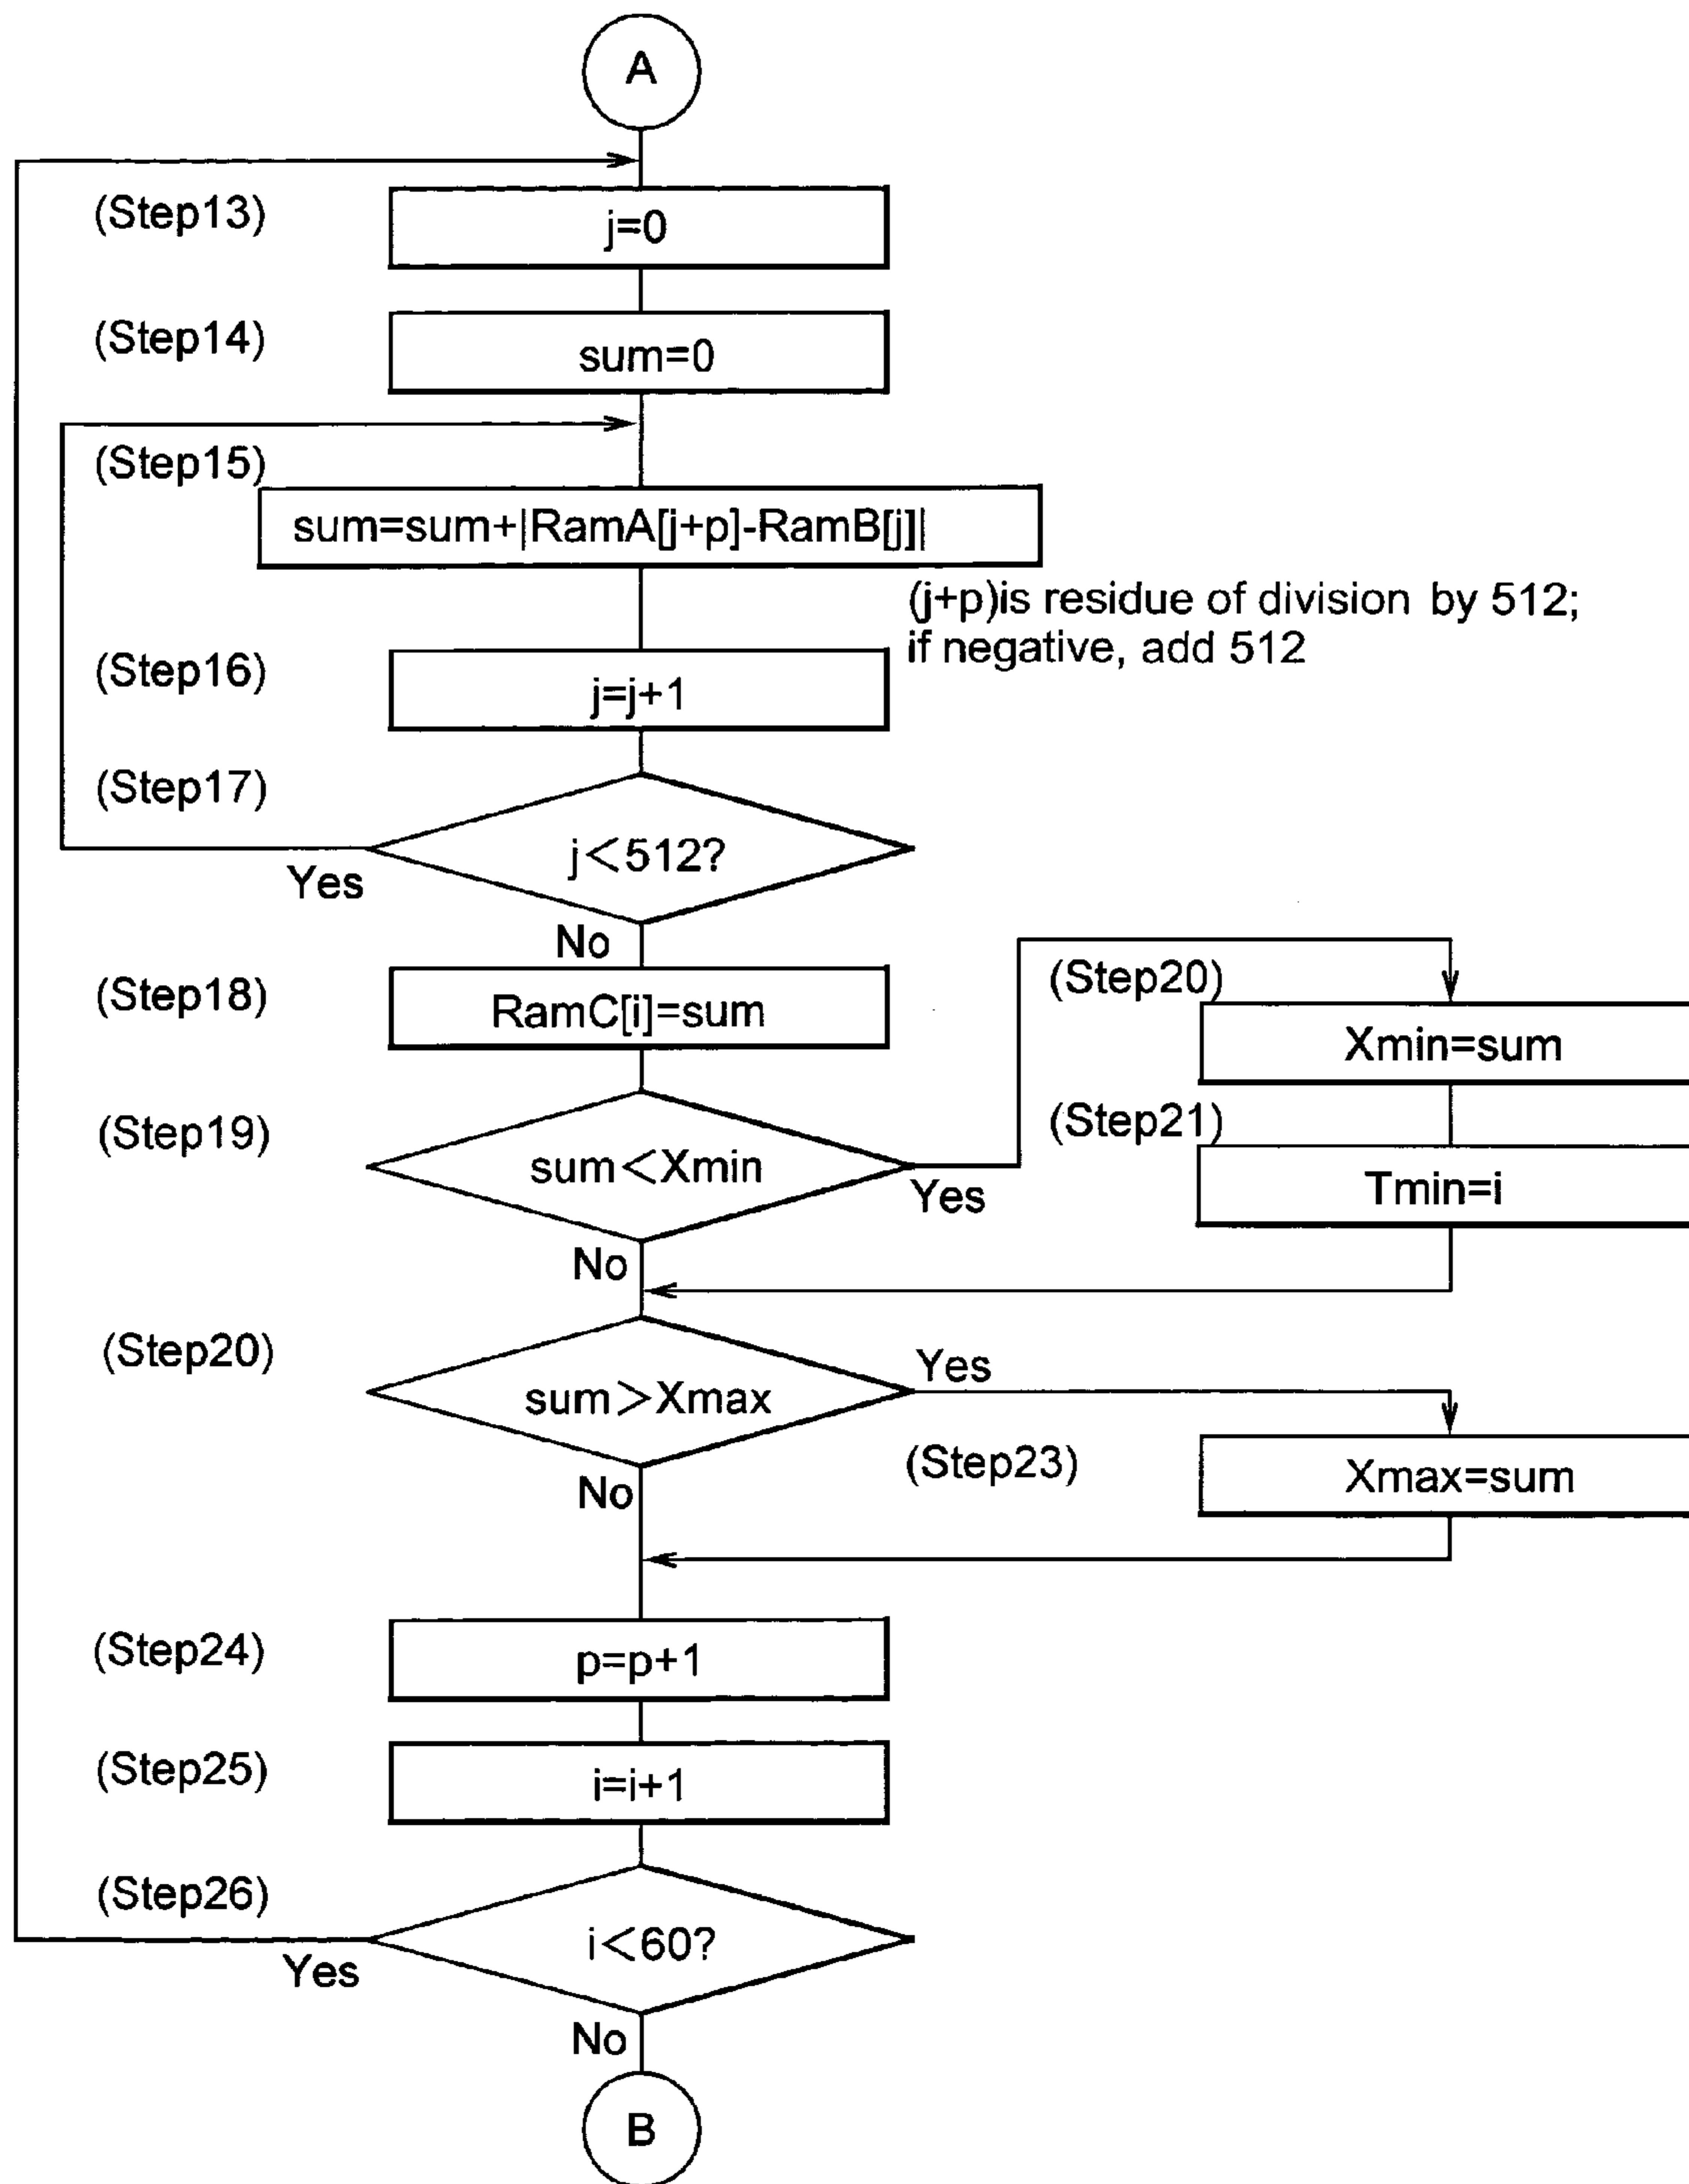 A
(Step13)
j=0
(Step14)
sum=0
(Step15)
sum=sum+|RamA[j+p]-RamB[j]|
(j+p)is residue of division by 512;
if negative, add 512
(Step16)
j=j+1
(Step17)
j<512?
Yes
No
(Step18)
RamC[i]=sum
(Step20)
Xmin=sum
(Step19)
sum<Xmin
Yes
(Step21)
Tmin=i
No
(Step20)
sum>Xmax
Yes
(Step23)
Xmax=sum
No
(Step24)
p=p+1
(Step25)
i=i+1
(Step26)
i<60?
Yes
No
B